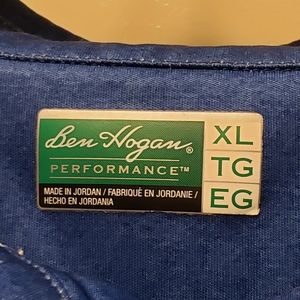 Ben Hogan®
PERFORMANCE™
MADE IN JORDAN / FABRIQUÉ EN JORDANIE /
HECHO EN JORDANIA
XL
TG
EG